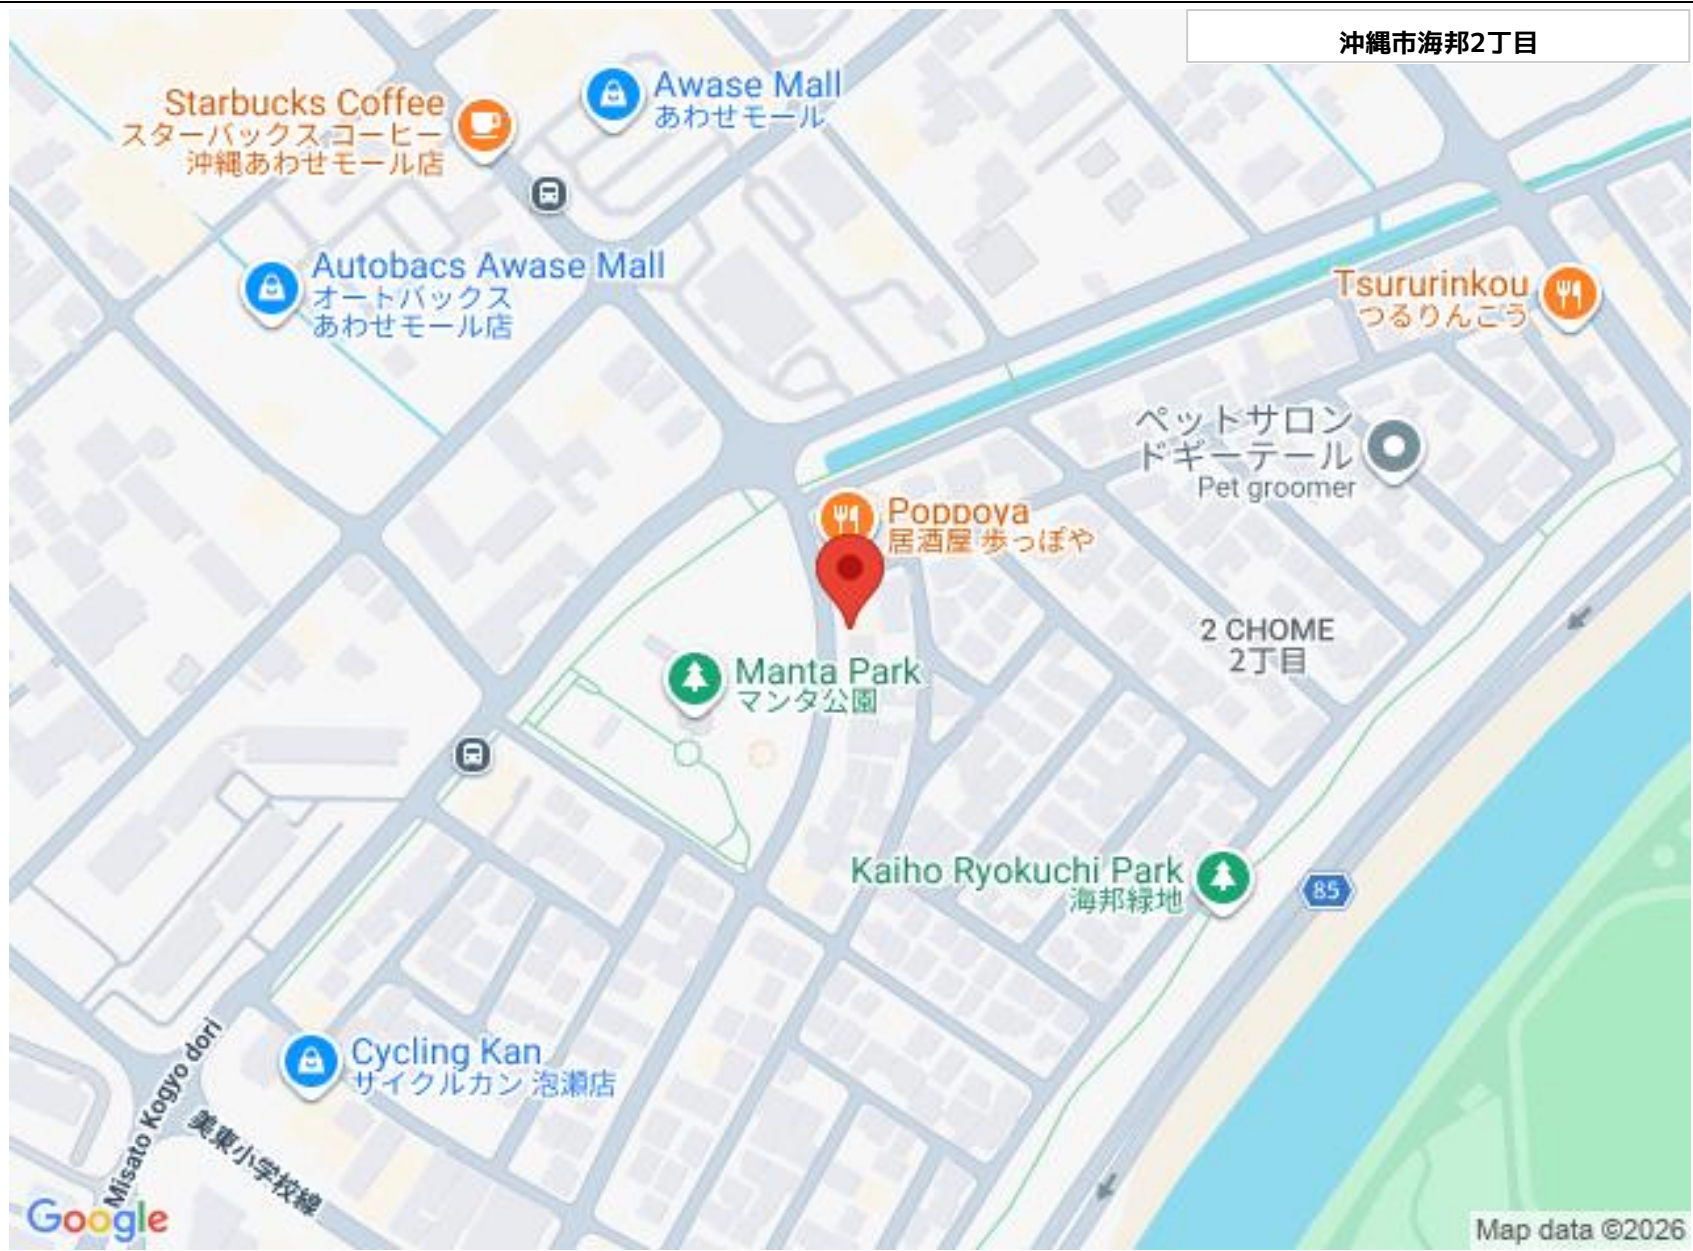 沖縄市海邦2丁目
Awase Mall
あわせモール
Starbucks Coffee
スターバックス コーヒー
沖縄あわせモール店
Autobacs Awase Mall
オートバックス
あわせモール店
Tsururinkou
つるりんこう
ペットサロン
ドギーテール
Pet groomer
Poppoya
居酒屋 歩っぽや
2 CHOME
2丁目
Manta Park
マンタ公園
Kaiho Ryokuchi Park
海邦緑地
85
Cycling Kan
サイクルカン 泡瀬店
Misato Kogyo dori
美東小学校線
Google
Map data ©2026